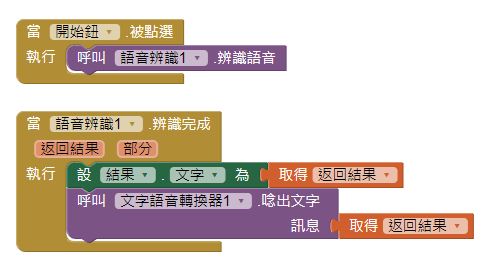 當 開始鈕 .被點選
執行 呼叫 語音辨識1 .辨識語音
當 語音辨識1 .辨識完成
返回結果 部分
執行 設 結果 . 文字 為 取得 返回結果
呼叫 文字語音轉換器1 .唸出文字
訊息 取得 返回結果